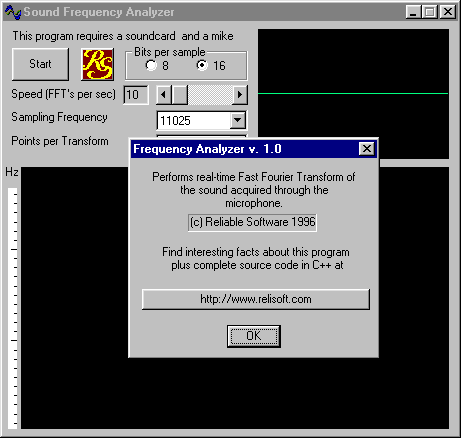 Sound Frequency Analyzer
This program requires a soundcard and a mike
Start
RS
Bits per sample
8
16
Speed (FFT's per sec)
10
Sampling Frequency
11025
Points per Transform
Hz
Frequency Analyzer v. 1.0
Performs real-time Fast Fourier Transform of
the sound acquired through the
microphone.
(c) Reliable Software 1996
Find interesting facts about this program
plus complete source code in C++ at
http://www.relisoft.com
OK